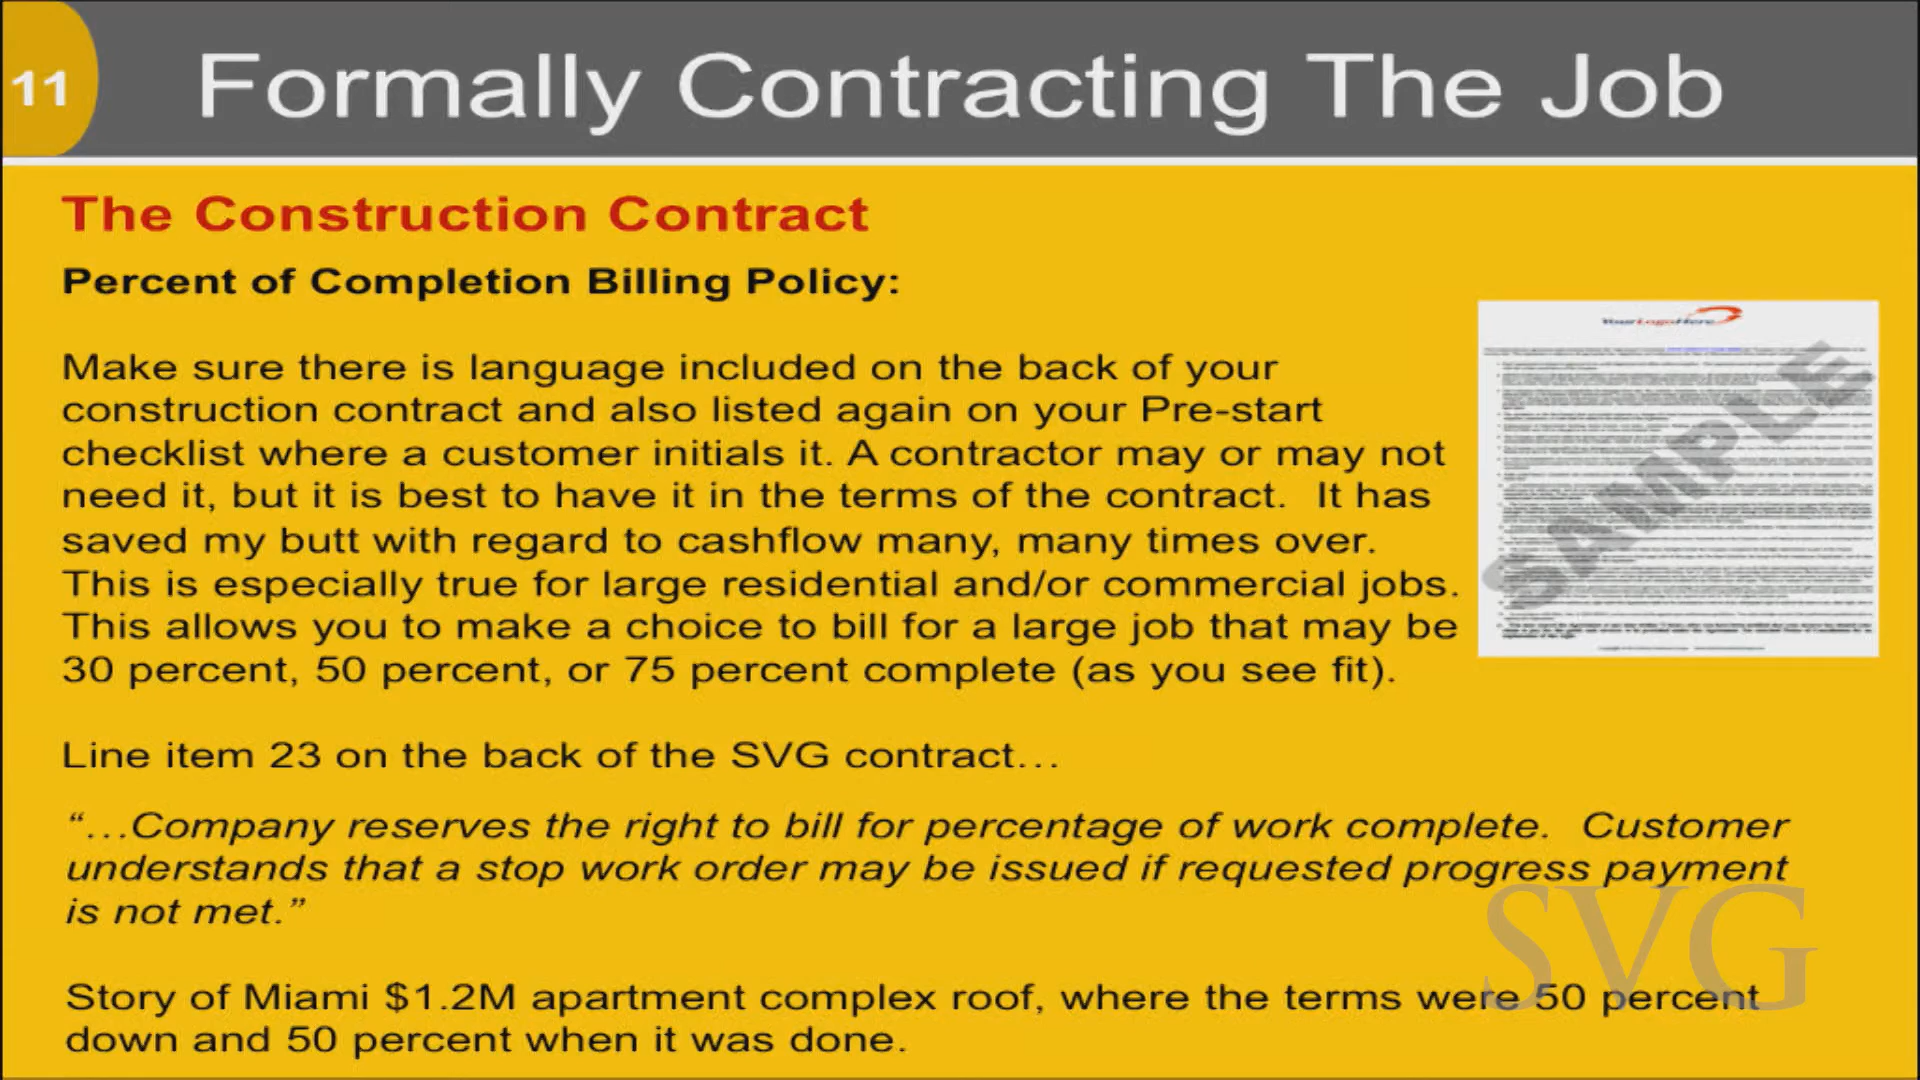 11
Formally Contracting The Job
The Construction Contract
Percent of Completion Billing Policy:
Make sure there is language included on the back of your
construction contract and also listed again on your Pre-start
checklist where a customer initials it. A contractor may or may not
need it, but it is best to have it in the terms of the contract. It has
saved my butt with regard to cashflow many, many times over.
This is especially true for large residential and/or commercial jobs.
This allows you to make a choice to bill for a large job that may be
30 percent, 50 percent, or 75 percent complete (as you see fit).
YourLogoHere
SAMPLE
Line item 23 on the back of the SVG contract…
“…Company reserves the right to bill for percentage of work complete. Customer
understands that a stop work order may be issued if requested progress payment
is not met.”
SVG
Story of Miami $1.2M apartment complex roof, where the terms were 50 percent
down and 50 percent when it was done.